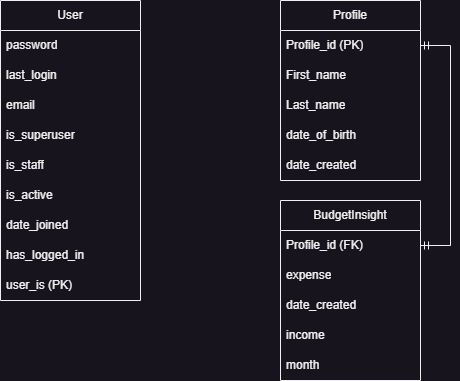 User
password
last_login
email
is_superuser
is_staff
is_active
date_joined
has_logged_in
user_is (PK)
Profile
Profile_id (PK)
First_name
Last_name
date_of_birth
date_created
BudgetInsight
Profile_id (FK)
expense
date_created
income
month